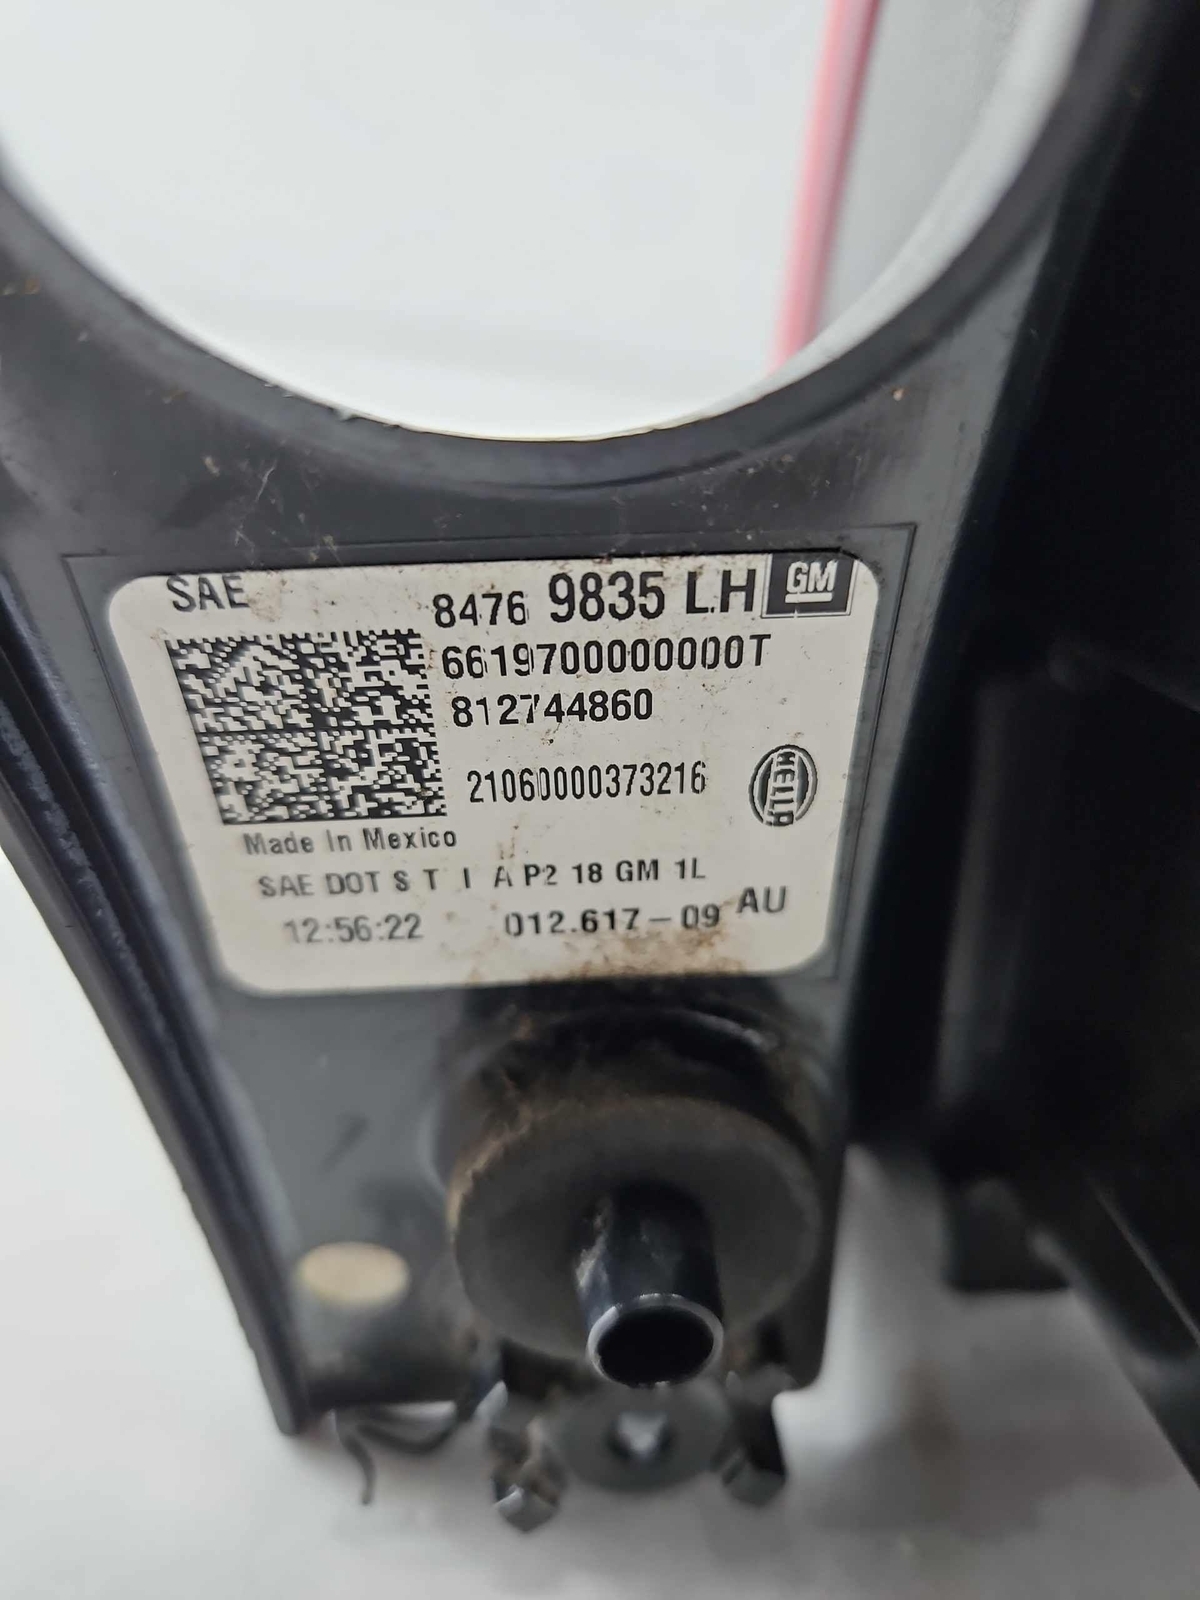 SAE 8476 9835 LH GM
6619700000000T
812744860
21060000373216 HELLA
Made In Mexico
SAE DOT S T I A P2 18 GM 1L
12:56:22 012.617-09 AU